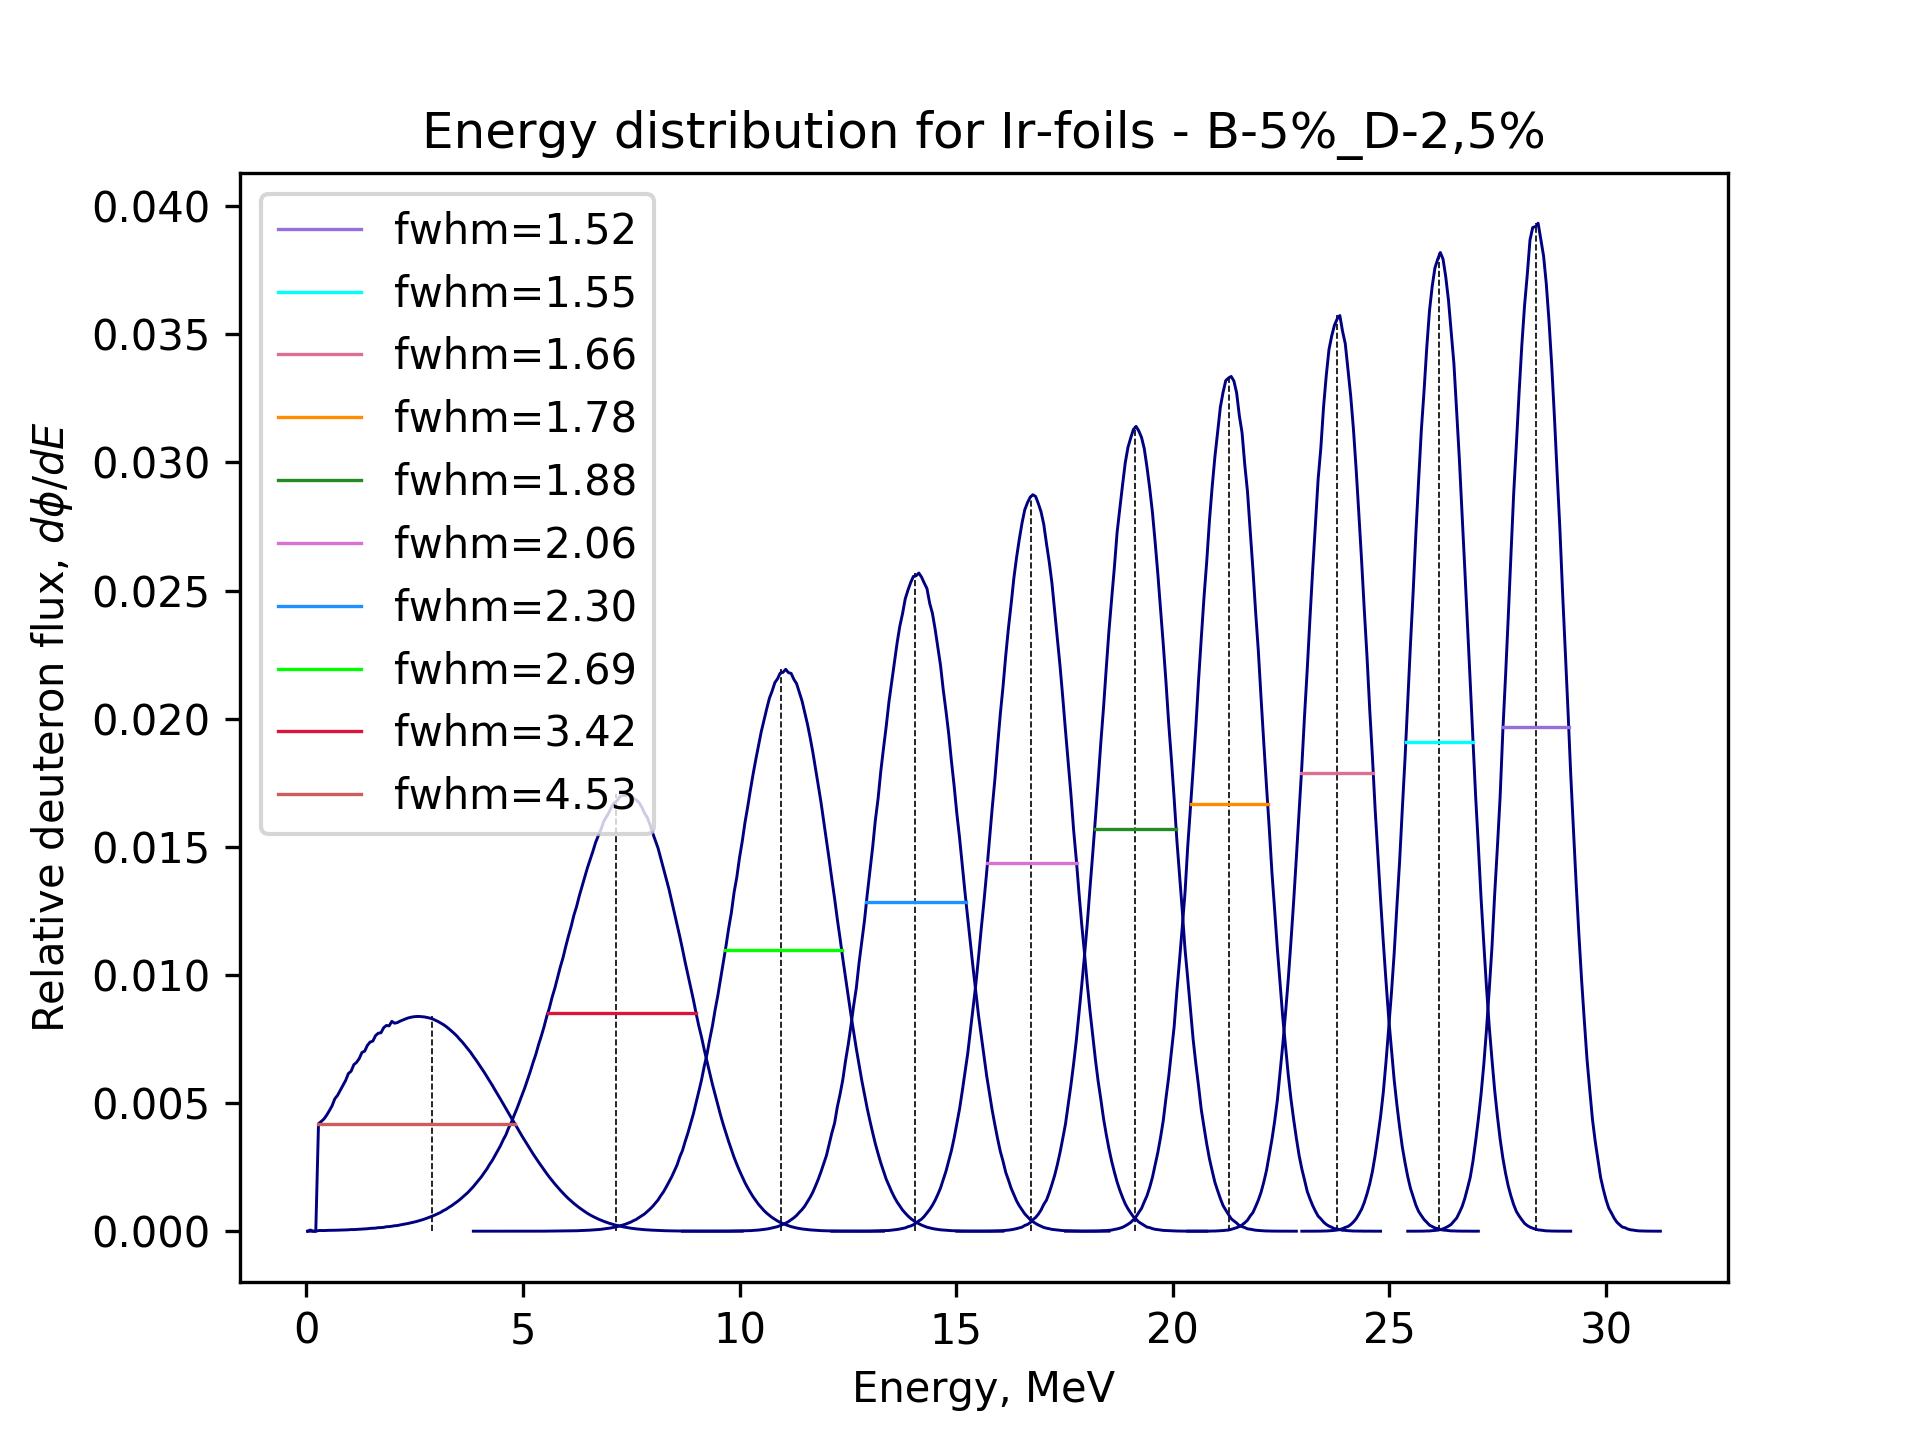 Energy distribution for Ir-foils - B-5%_D-2,5%
fwhm=1.52
fwhm=1.55
fwhm=1.66
fwhm=1.78
fwhm=1.88
fwhm=2.06
fwhm=2.30
fwhm=2.69
fwhm=3.42
fwhm=4.53
Relative deuteron flux, dϕ/dE
0.040
0.035
0.030
0.025
0.020
0.015
0.010
0.005
0.000
0 5 10 15 20 25 30
Energy, MeV